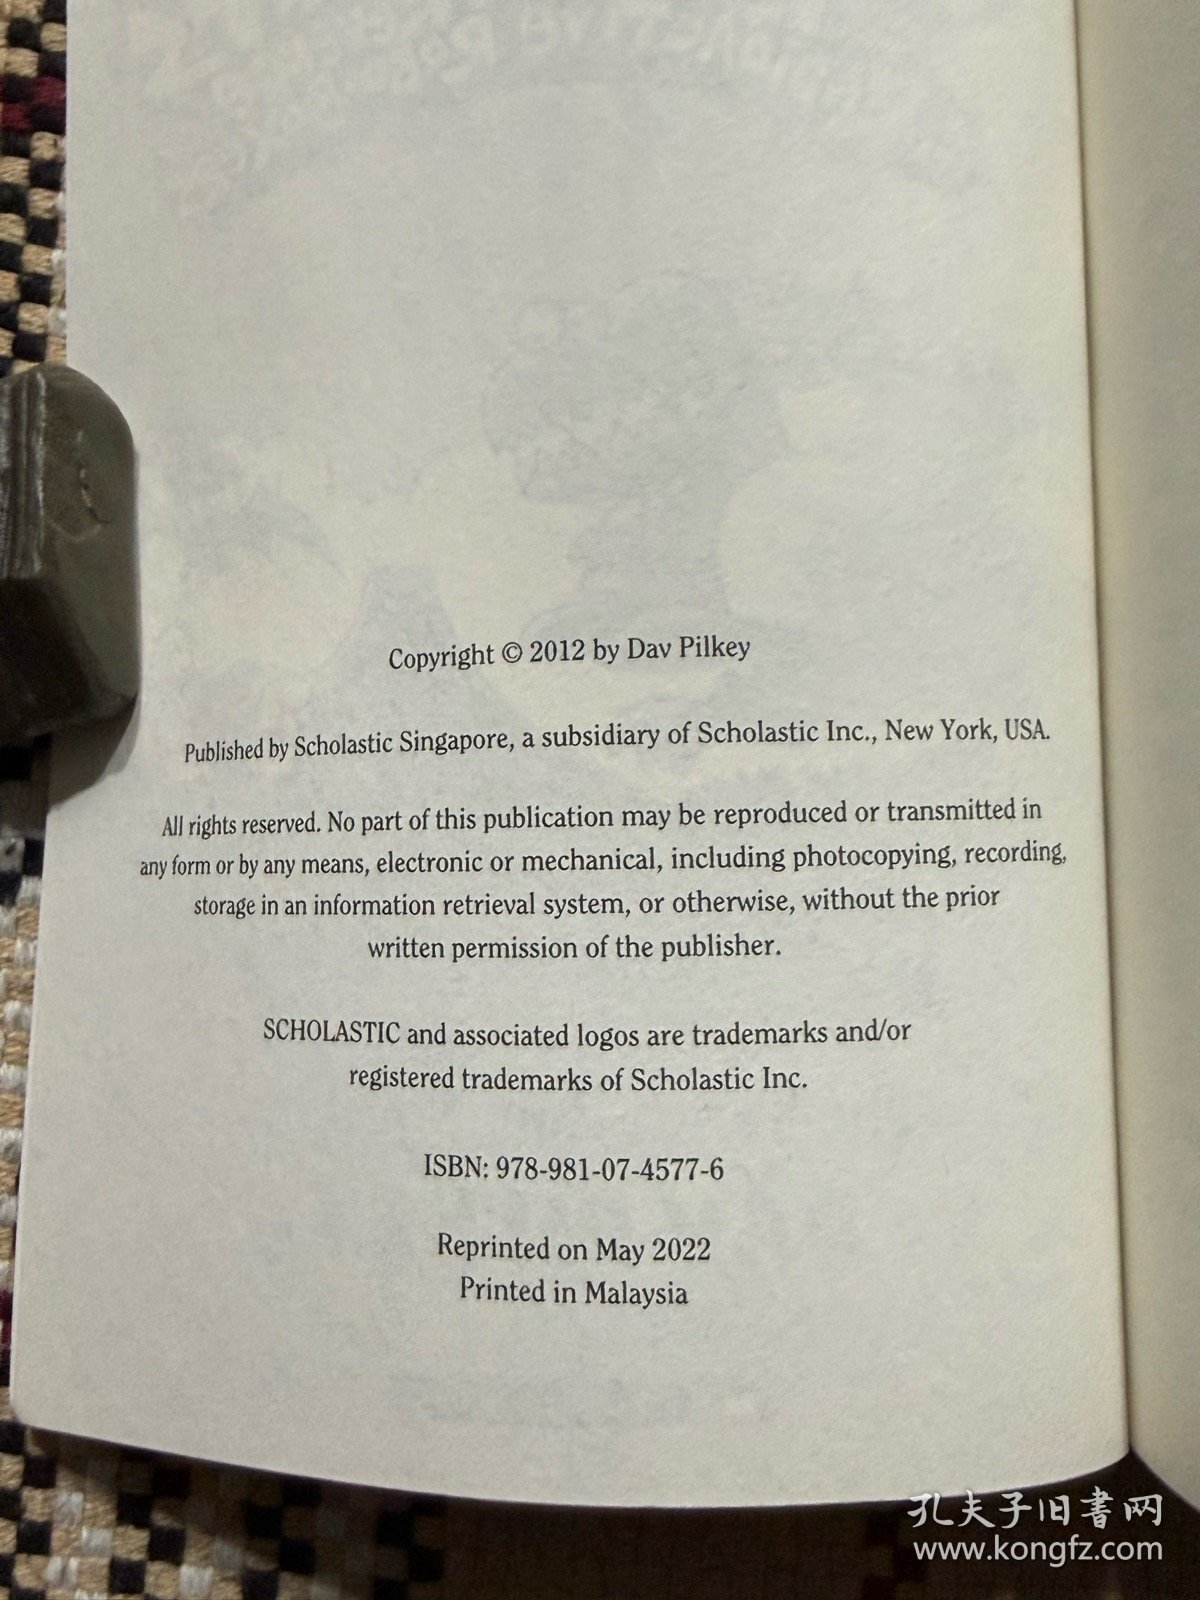 Copyright © 2012 by Dav Pilkey
Published by Scholastic Singapore, a subsidiary of Scholastic Inc., New York, USA.
All rights reserved. No part of this publication may be reproduced or transmitted in
any form or by any means, electronic or mechanical, including photocopying, recording,
storage in an information retrieval system, or otherwise, without the prior
written permission of the publisher.
SCHOLASTIC and associated logos are trademarks and/or
registered trademarks of Scholastic Inc.
ISBN: 978-981-07-4577-6
Reprinted on May 2022
Printed in Malaysia
孔夫子旧書网
www.kongfz.com